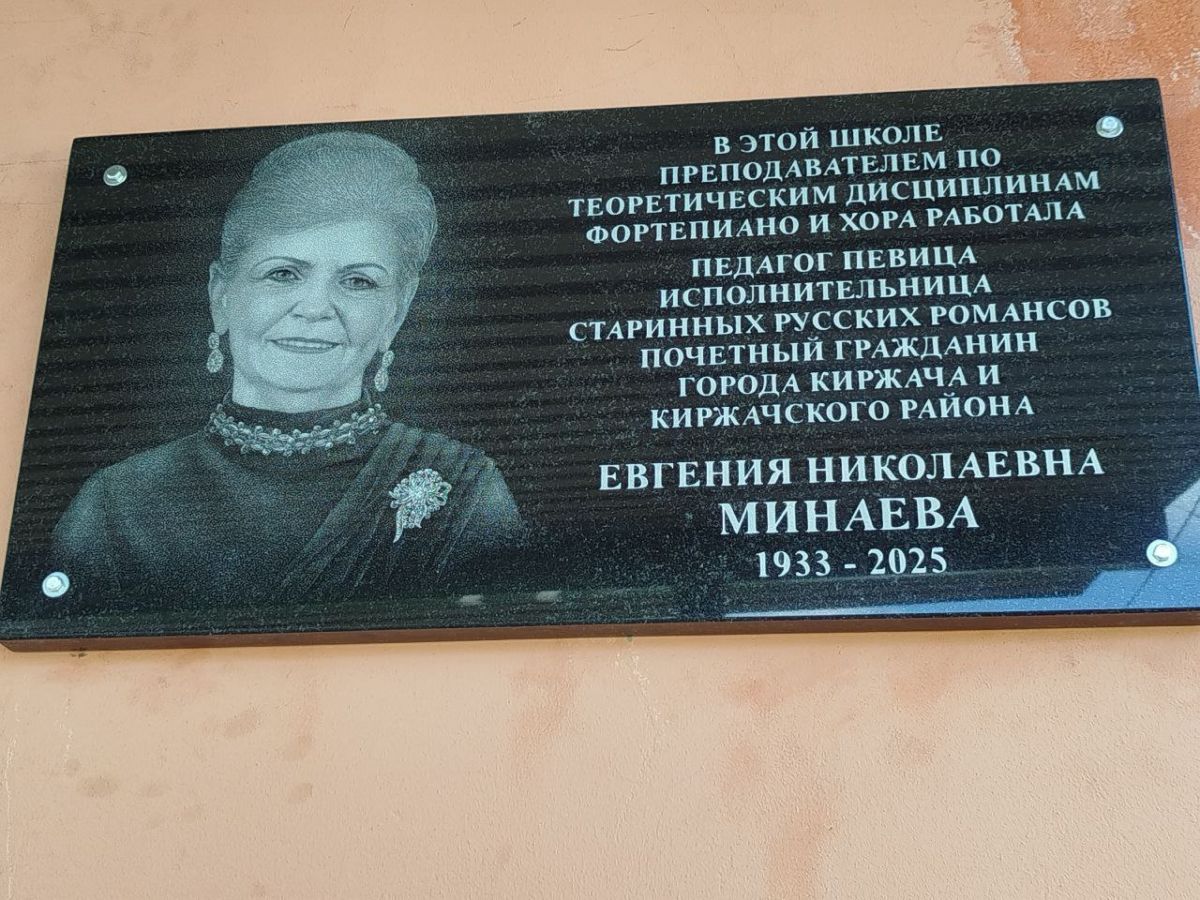 В ЭТОЙ ШКОЛЕ
ПРЕПОДАВАТЕЛЕМ ПО
ТЕОРЕТИЧЕСКИМ ДИСЦИПЛИНАМ
ФОРТЕПИАНО И ХОРА РАБОТАЛА
ПЕДАГОГ ПЕВИЦА
ИСПОЛНИТЕЛЬНИЦА
СТАРИННЫХ РУССКИХ РОМАНСОВ
ПОЧЕТНЫЙ ГРАЖДАНИН
ГОРОДА КИРЖАЧА И
КИРЖАЧСКОГО РАЙОНА
ЕВГЕНИЯ НИКОЛАЕВНА
МИНАЕВА
1933 - 2025